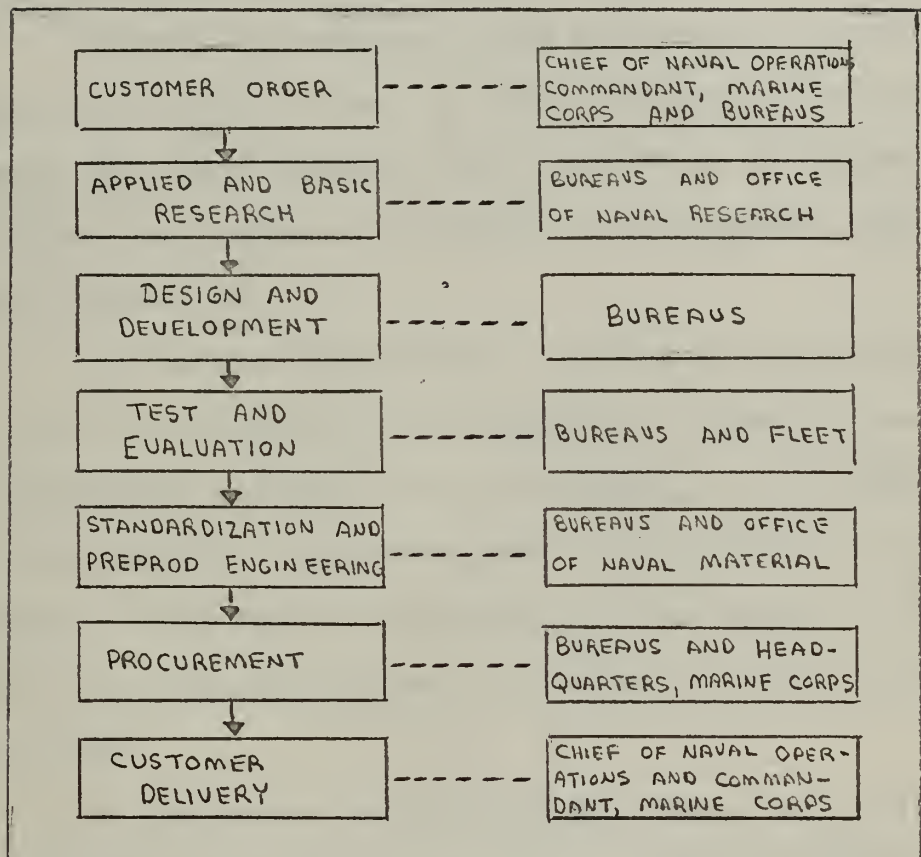 CUSTOMER ORDER
CHIEF OF NAVAL OPERATIONS
COMMANDANT, MARINE
CORPS AND BUREAUS
APPLIED AND BASIC
RESEARCH
BUREAUS AND OFFICE
OF NAVAL RESEARCH
DESIGN AND
DEVELOPMENT
BUREAUS
TEST AND
EVALUATION
BUREAUS AND FLEET
STANDARDIZATION AND
PREPROD ENGINEERING
BUREAUS AND OFFICE
OF NAVAL MATERIAL
PROCUREMENT
BUREAUS AND HEAD-
QUARTERS, MARINE CORPS
CUSTOMER
DELIVERY
CHIEF OF NAVAL OPER-
ATIONS AND COMMAN-
DANT, MARINE CORPS